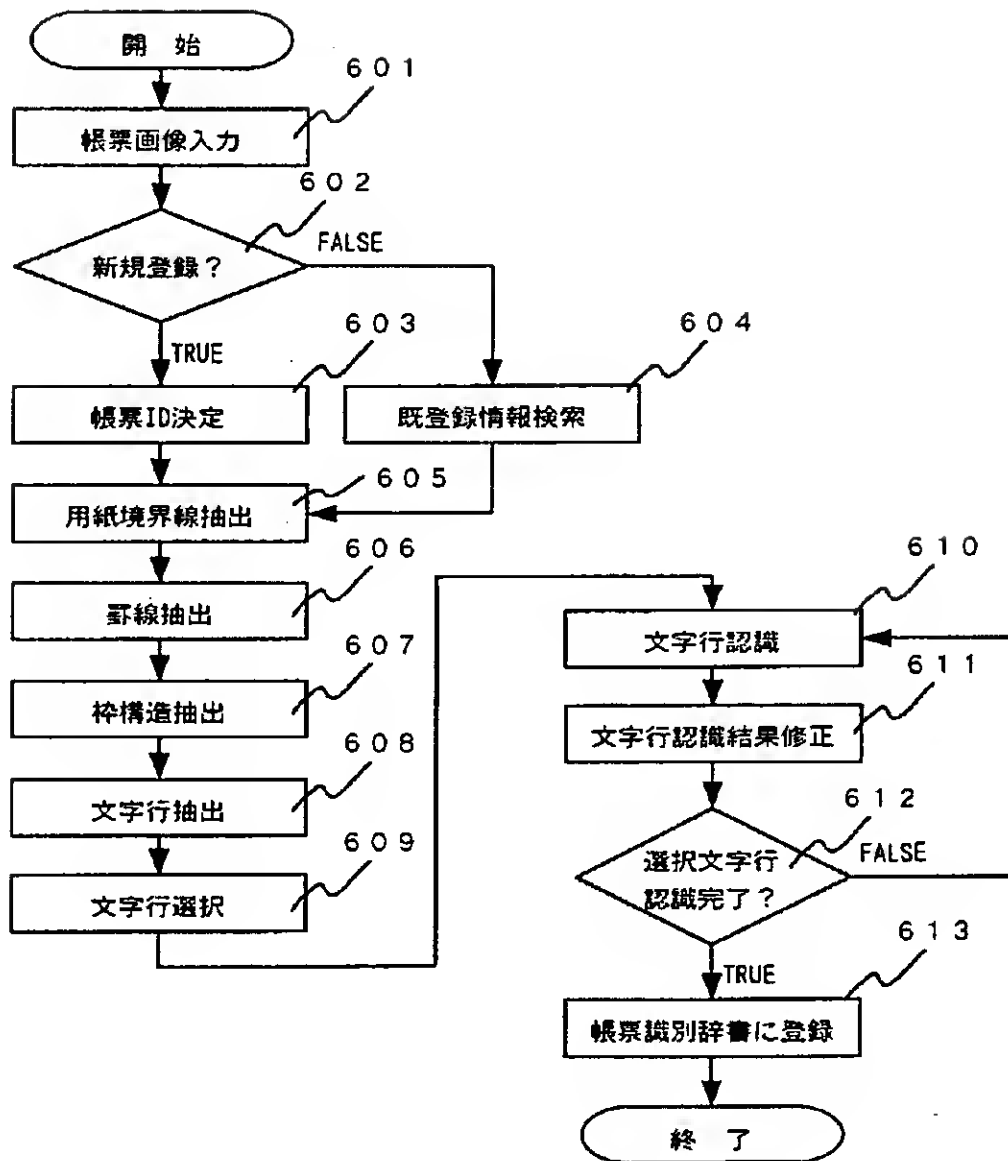 開 始
601
帳票画像入力
602
新規登録?
FALSE
TRUE
603
帳票ID決定
604
既登録情報検索
605
用紙境界線抽出
606
罫線抽出
607
枠構造抽出
608
文字行抽出
609
文字行選択
610
文字行認識
611
文字行認識結果修正
612
選択文字行
認識完了?
FALSE
TRUE
613
帳票識別辞書に登録
終 了